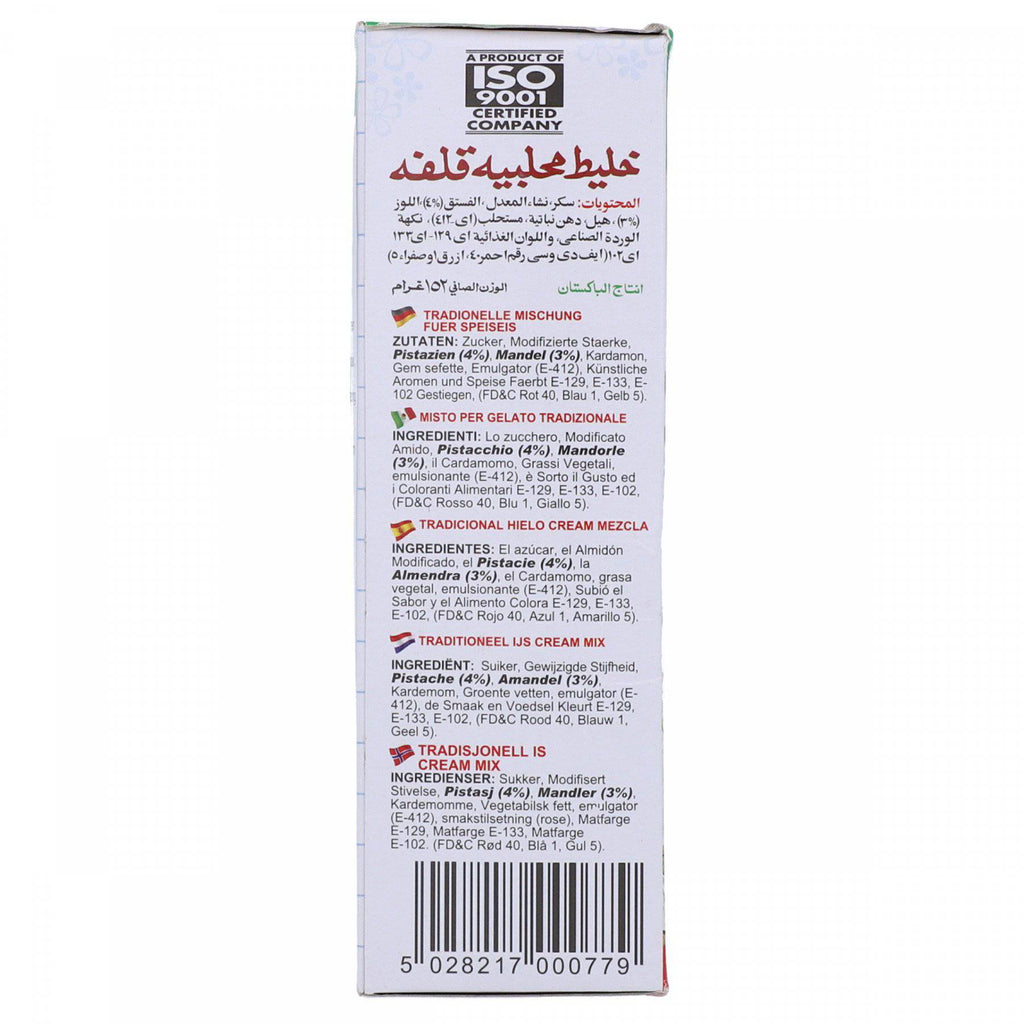 A PRODUCT OF
ISO
9001
CERTIFIED
COMPANY
خليط محلبيه قلفه
المحتويات: سكر، نشاء المعدل، الفستق (٤%)، اللوز
(٣%)، هيل، دهن نباتية، مستحلب (اى-٤١٢)، نكهة
الوردة الصناعى، واللوان الغذائية اى ١٢٩- اى ١٣٣
اى ١٠٢ (ايف دى وسى رقم احمر ٤٠، ازرق ١ وصفراء ٥)
انتاج الباكستان
الوزن الصافي ١٥٢ غرام
TRADIONELLE MISCHUNG
FUER SPEISEIS
ZUTATEN: Zucker, Modifizierte Staerke,
Pistazien (4%), Mandel (3%), Kardamon,
Gem sefette, Emulgator (E-412), Künstliche
Aromen und Speise Faerbt E-129, E-133, E-
102 Gestiegen, (FD&C Rot 40, Blau 1, Gelb 5).
MISTO PER GELATO TRADIZIONALE
INGREDIENTI: Lo zucchero, Modificato
Amido, Pistacchio (4%), Mandorle
(3%), il Cardamomo, Grassi Vegetali,
emulsionante (E-412), è Sorto il Gusto ed
i Coloranti Alimentari E-129, E-133, E-102,
(FD&C Rosso 40, Blu 1, Giallo 5).
TRADICIONAL HIELO CREAM MEZCLA
INGREDIENTES: El azúcar, el Almidón
Modificado, el Pistacie (4%), la
Almendra (3%), el Cardamomo, grasa
vegetal, emulsionante (E-412), Subió el
Sabor y el Alimento Colora E-129, E-133,
E-102, (FD&C Rojo 40, Azul 1, Amarillo 5).
TRADITIONEEL IJS CREAM MIX
INGREDIËNT: Suiker, Gewijzigde Stijfheid,
Pistache (4%), Amandel (3%),
Kardemom, Groente vetten, emulgator (E-
412), de Smaak en Voedsel Kleurt E-129,
E-133, E-102, (FD&C Rood 40, Blauw 1,
Geel 5).
TRADISJONELL IS
CREAM MIX
INGREDIENSER: Sukker, Modifisert
Stivelse, Pistasj (4%), Mandler (3%),
Kardemomme, Vegetabilsk fett, emulgator
(E-412), smakstilsetning (rose), Matfarge
E-129, Matfarge E-133, Matfarge
E-102. (FD&C Rød 40, Blå 1, Gul 5).
5 028217 000779